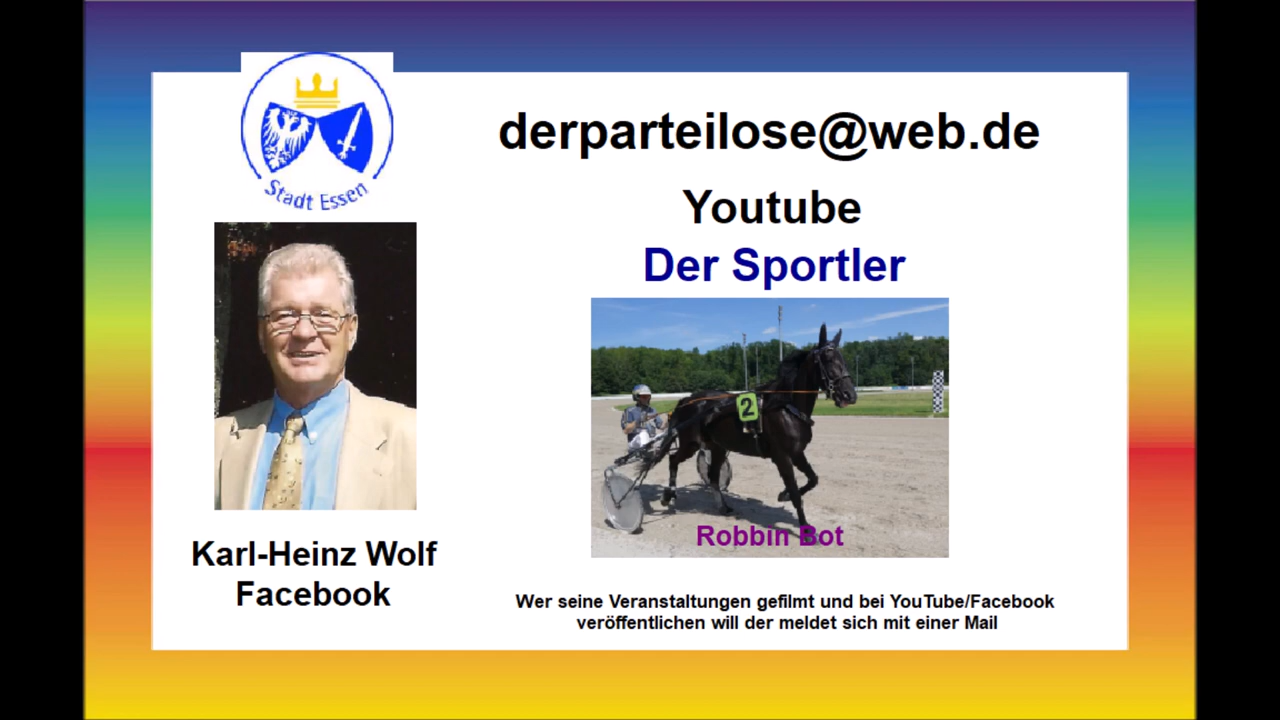 Stadt Essen
derparteilose@web.de
Youtube
Der Sportler
2
Robbin Bot
Karl-Heinz Wolf
Facebook
Wer seine Veranstaltungen gefilmt und bei YouTube/Facebook
veröffentlichen will der meldet sich mit einer Mail